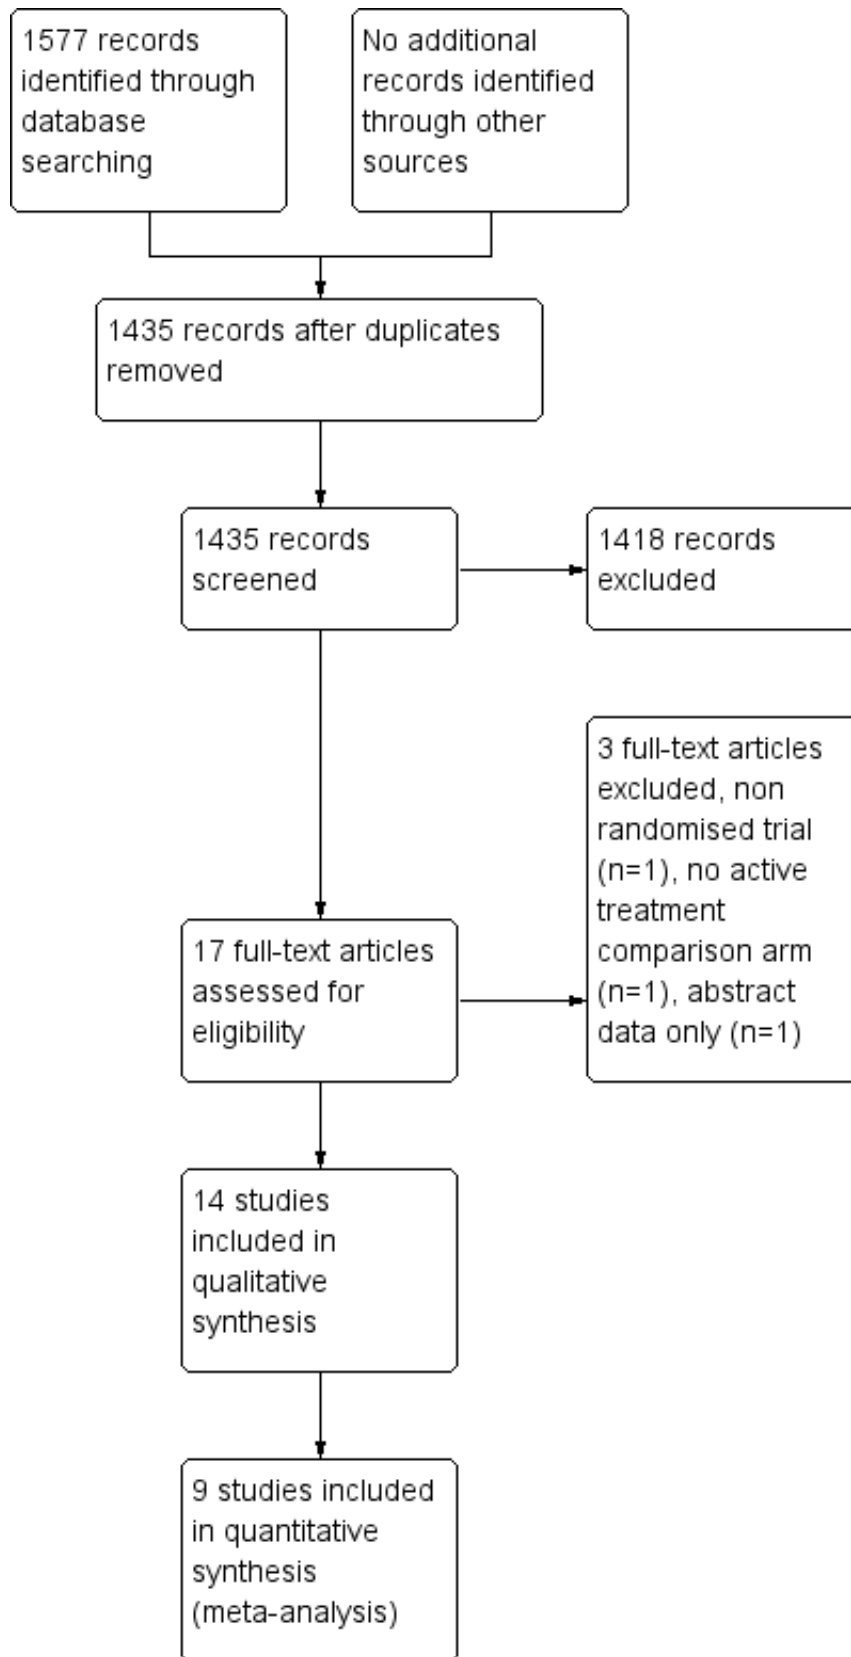 1577 records
identified through
database
searching
No additional
records identified
through other
sources
1435 records after duplicates
removed
1435 records
screened
1418 records
excluded
3 full-text articles
excluded, non
randomised trial
(n=1), no active
treatment
comparison arm
(n=1), abstract
data only (n=1)
17 full-text articles
assessed for
eligibility
14 studies
included in
qualitative
synthesis
9 studies included
in quantitative
synthesis
(meta-analysis)